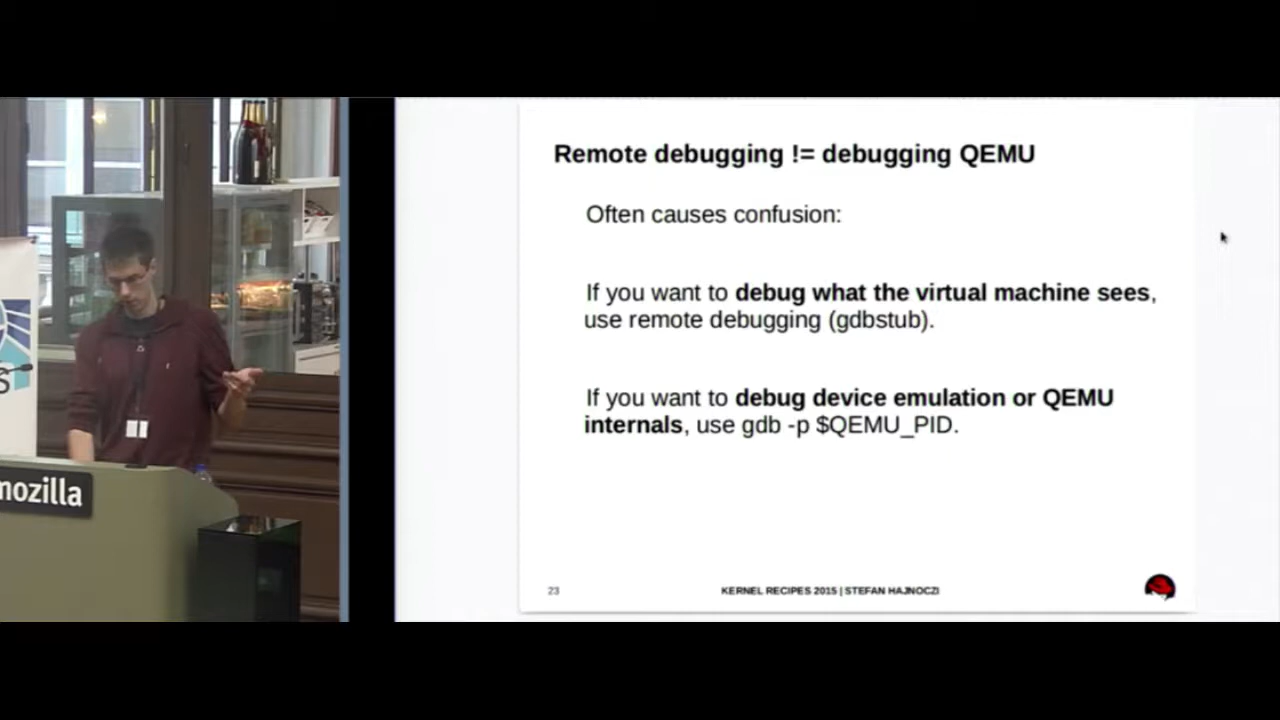 Remote debugging != debugging QEMU
Often causes confusion:
If you want to debug what the virtual machine sees,
use remote debugging (gdbstub).
If you want to debug device emulation or QEMU
internals, use gdb -p $QEMU_PID.
23
KERNEL RECIPES 2015 | STEFAN HAJNOCZI
mozilla
S